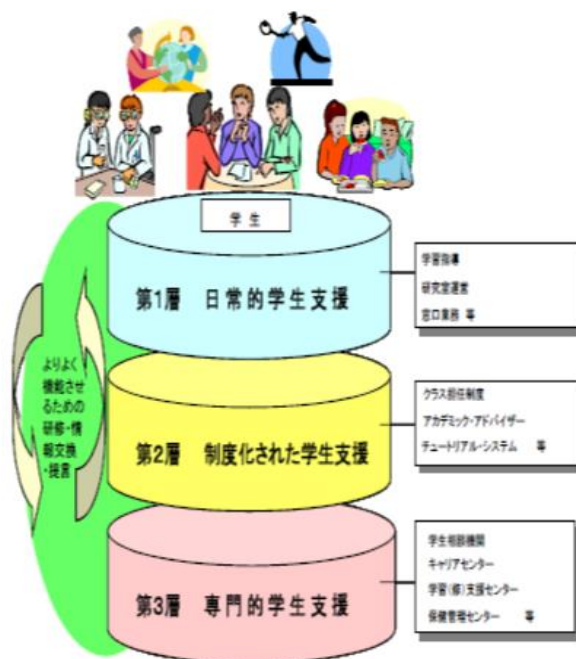 学 生
第1層 日常的学生支援
学習指導
研究室運営
窓口業務 等
よりよく
機能させ
るための
研修・情
報交換
・提言
第2層 制度化された学生支援
クラス担任制度
アカデミック・アドバイザー
チュートリアル・システム 等
第3層 専門的学生支援
学生相談機関
キャリアセンター
学習(修)支援センター
保健管理センター 等